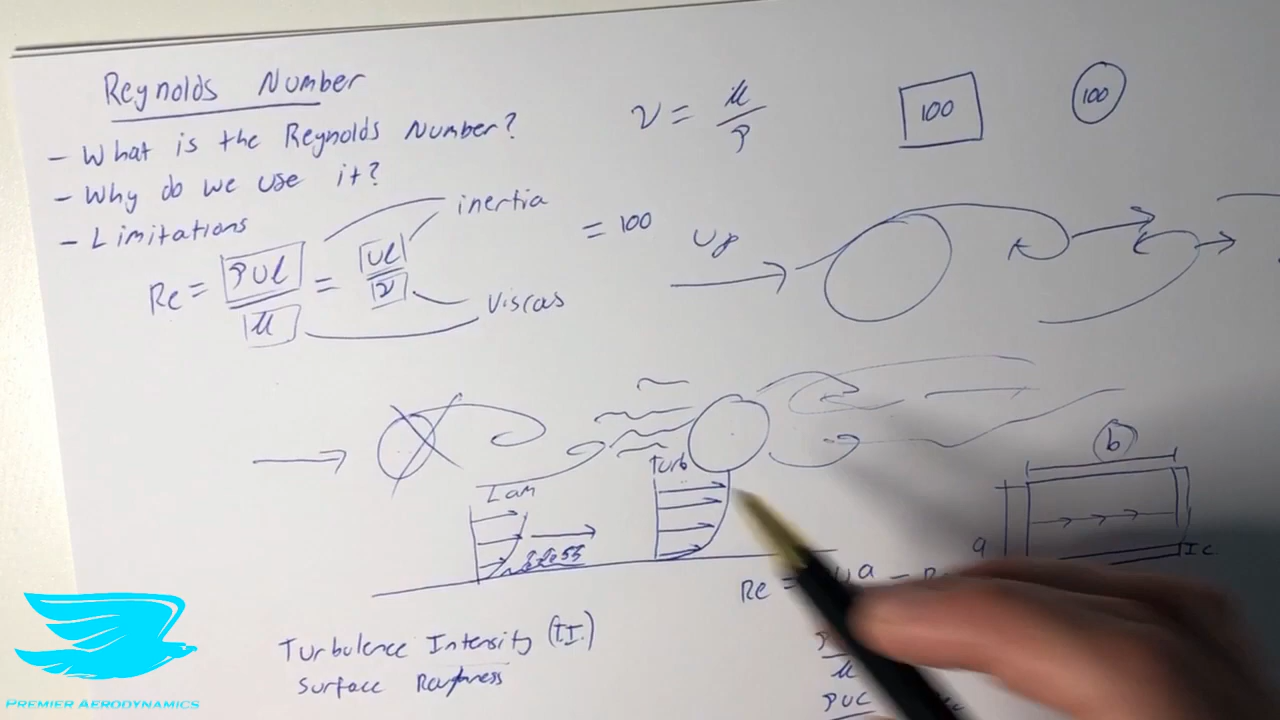 Reynolds Number
- What is the Reynolds Number?
- Why do we use it?
- Limitations
ν = μ/ρ
100
100
inertia
Re = ρUl/μ = Ul/ν
= 100
U∞
Viscous
Turb
Lam
b
a
Re =
Turbulence Intensity (T.I.)
Surface Roughness
ρUC
PREMIER AERODYNAMICS